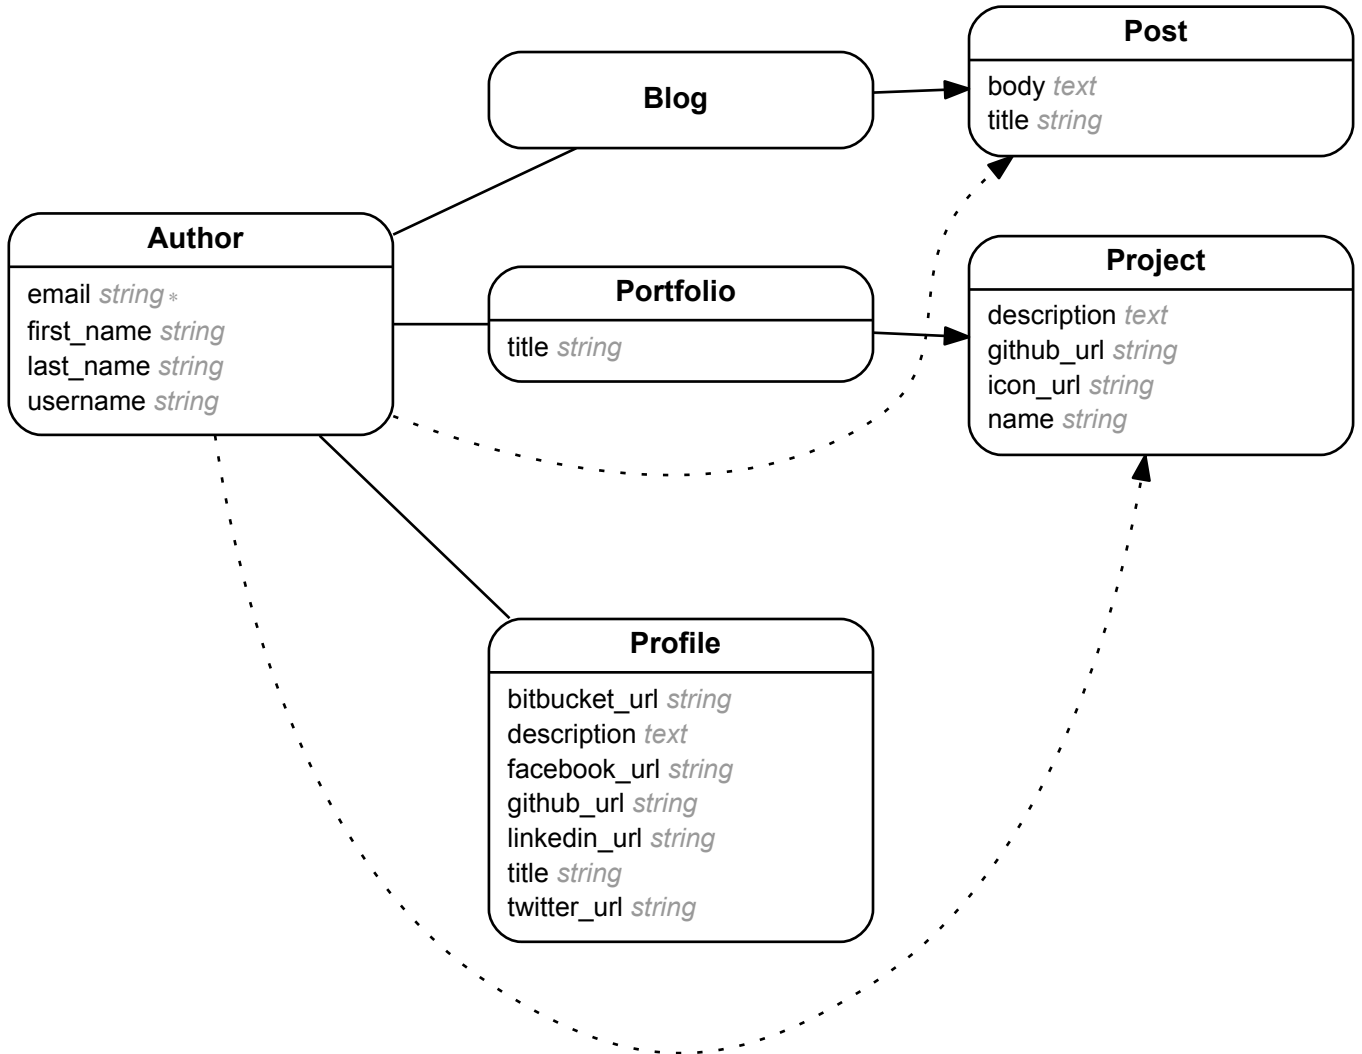 Post
body text
title string
Blog
Author
email string*
first_name string
last_name string
username string
Portfolio
title string
Project
description text
github_url string
icon_url string
name string
Profile
bitbucket_url string
description text
facebook_url string
github_url string
linkedin_url string
title string
twitter_url string